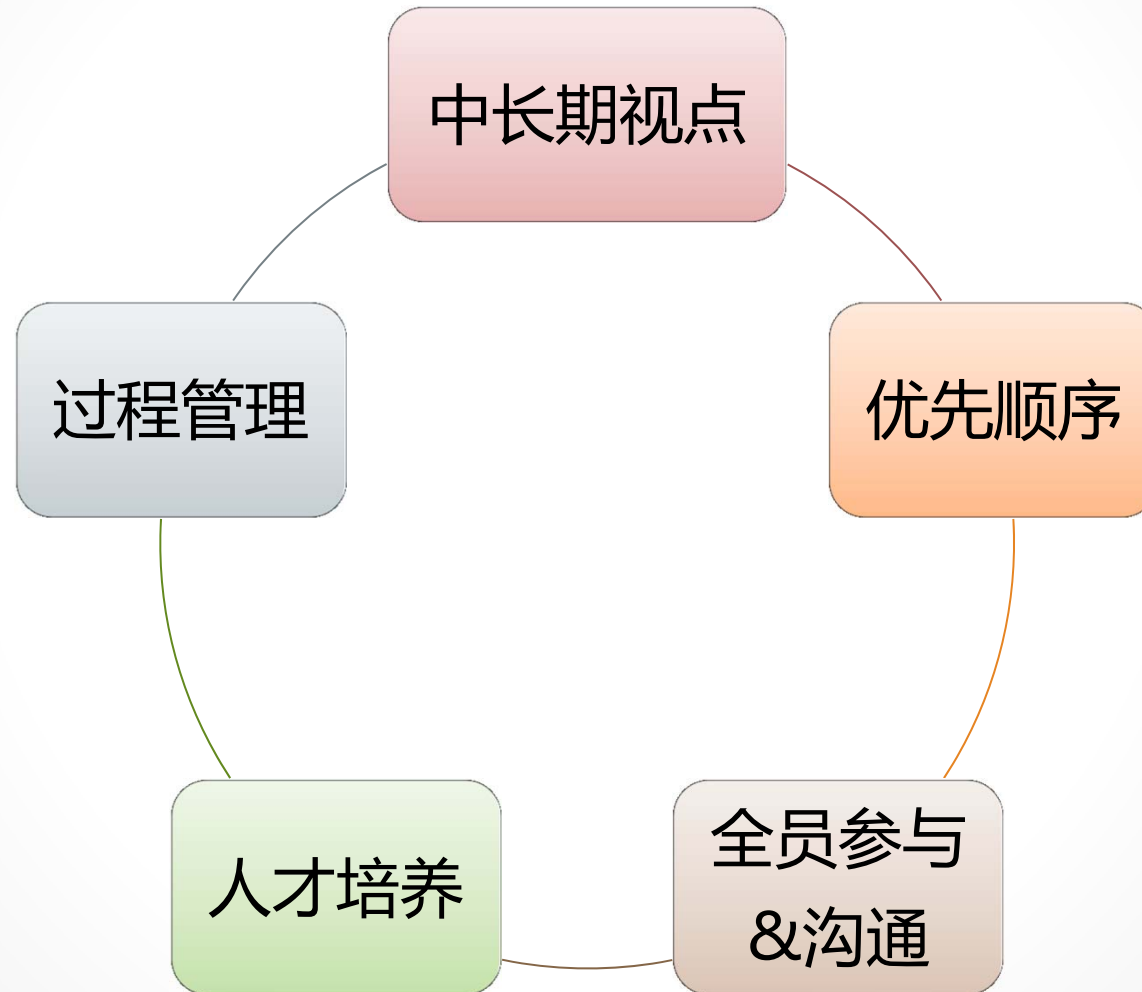 中长期视点
过程管理
优先顺序
人才培养
全员参与
&沟通